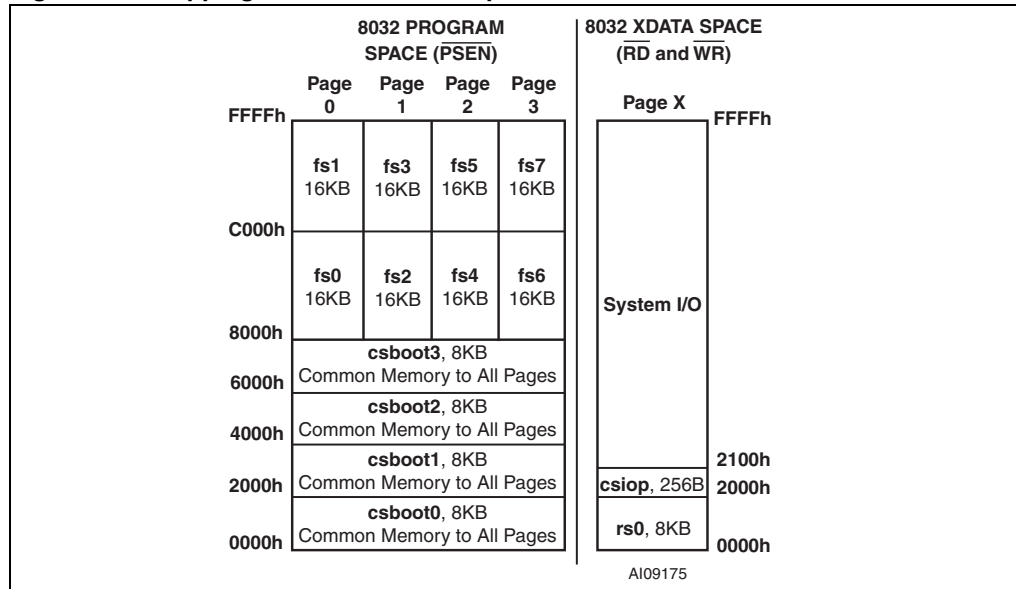 8032 PROGRAM
SPACE (PSEN)
Page
0
Page
1
Page
2
Page
3
FFFFh
fs1
16KB
fs3
16KB
fs5
16KB
fs7
16KB
C000h
fs0
16KB
fs2
16KB
fs4
16KB
fs6
16KB
8000h
csboot3, 8KB
Common Memory to All Pages
6000h
csboot2, 8KB
Common Memory to All Pages
4000h
csboot1, 8KB
Common Memory to All Pages
2000h
csboot0, 8KB
Common Memory to All Pages
0000h
8032 XDATA SPACE
(RD and WR)
Page X
FFFFh
System I/O
2100h
csiop, 256B
2000h
rs0, 8KB
0000h
AI09175